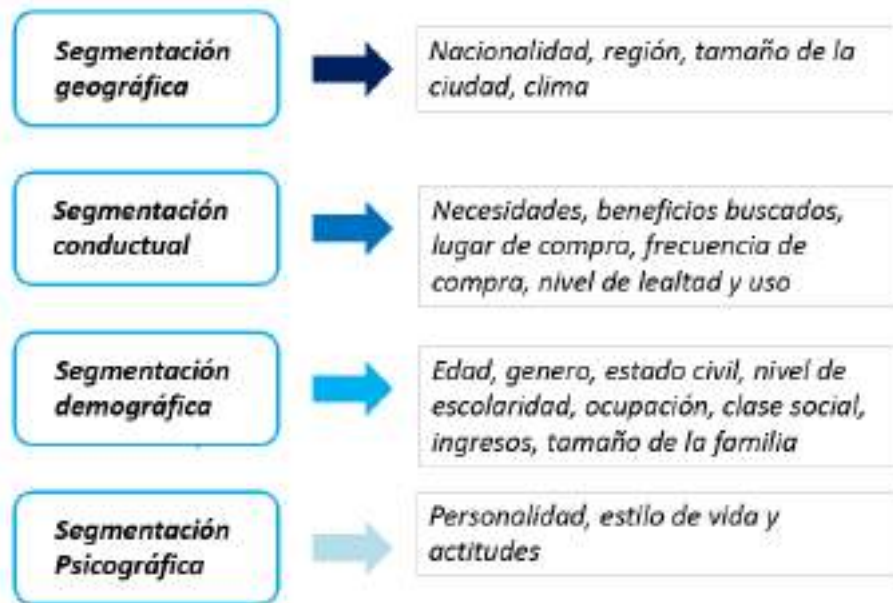 Segmentación
geográfica
Nacionalidad, región, tamaño de la
ciudad, clima
Segmentación
conductual
Necesidades, beneficios buscados,
lugar de compra, frecuencia de
compra, nivel de lealtad y uso
Segmentación
demográfica
Edad, genero, estado civil, nivel de
escolaridad, ocupación, clase social,
ingresos, tamaño de la familia
Segmentación
Psicográfica
Personalidad, estilo de vida y
actitudes